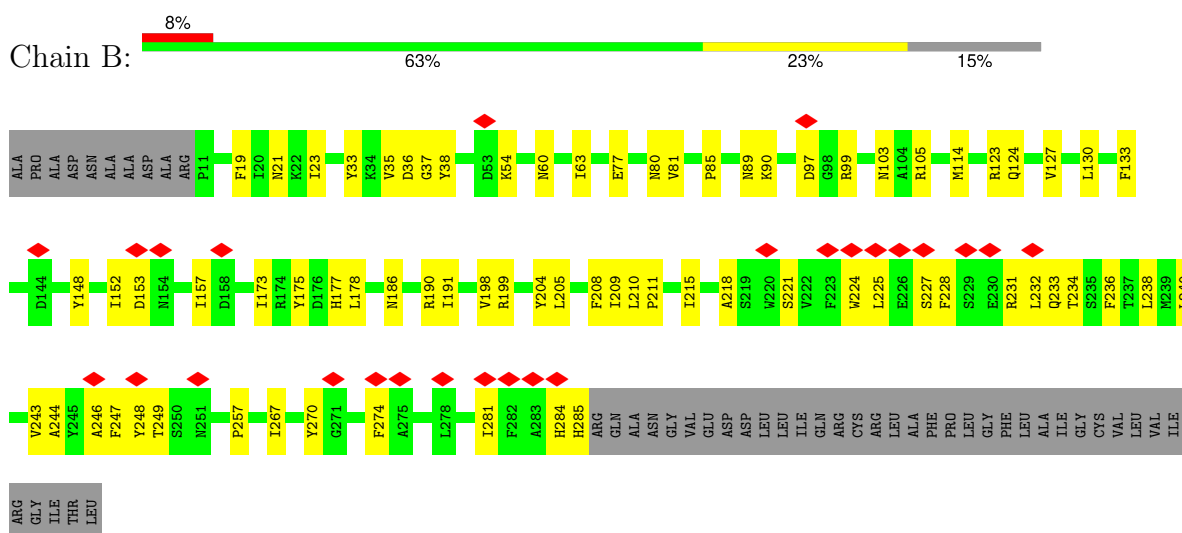 8%
Chain B:
63% 23% 15%
ALA PRO ALA ASP ASN ALA ALA ASP ALA ARG P11 F19 I20 N21 K22 I23 Y33 K34 V35 D36 G37 Y38 D53 K54 N60 I63 E77 N80 V81 P85 N89 K90 D97 G98 R99 N103 A104 R105 M114 R123 Q124 V127 L130 F133
D144 Y148 I152 D153 N154 I157 D158 I173 R174 Y175 D176 H177 L178 N186 R190 I191 V198 R199 Y204 L205 F208 I209 L210 P211 I215 A218 S219 W220 S221 V222 F223 W224 L225 E226 S227 F228 S229 E230 R231 L232 Q233 T234 S235 F236 T237 L238 M239
V243 A244 Y245 A246 F247 Y248 T249 S250 N251 P257 I267 Y270 G271 F274 A275 L278 I281 F282 A283 H284 H285 ARG GLN ALA ASN GLY VAL GLU ASP ASP LEU LEU ILE GLN ARG CYS ARG LEU ALA PHE PRO LEU GLY PHE LEU ALA ILE GLY CYS VAL LEU VAL ILE
ARG GLY ILE THR LEU